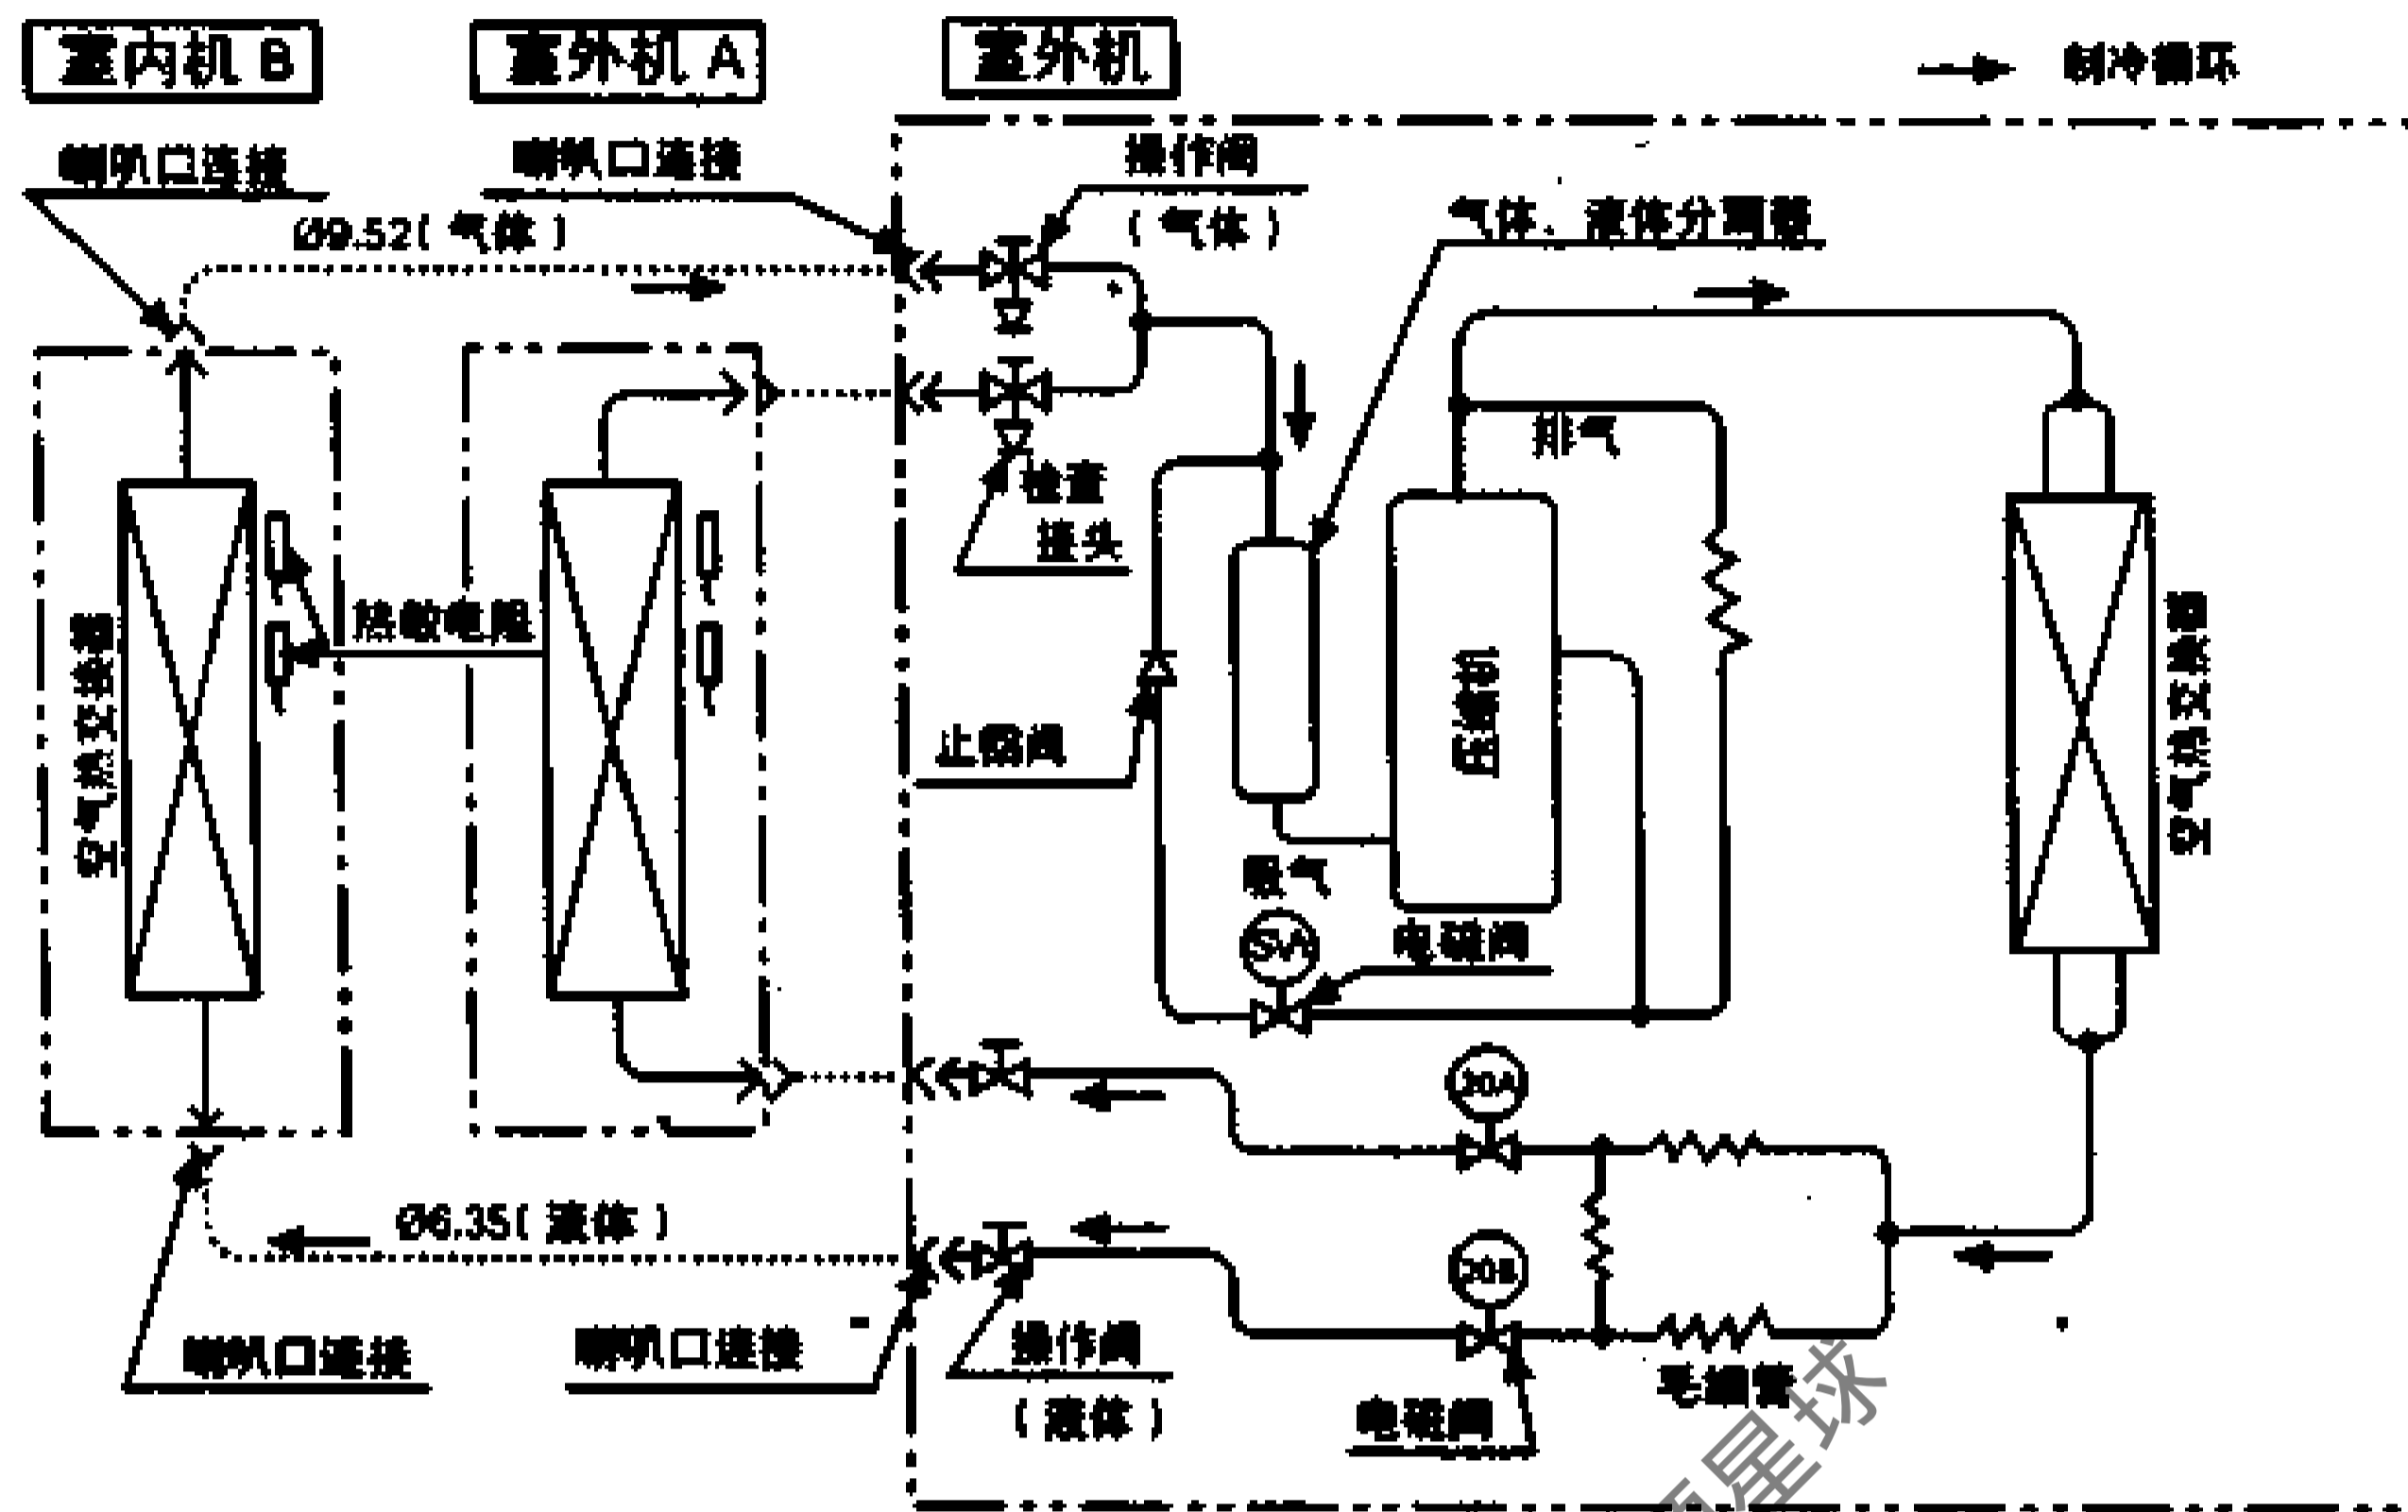 室内机 B
室外机 A
室外机
制冷循环
喇叭口连接
喇叭口连接
操作阀
(气体)
Ø9.52(气体)
气体、液体分离器
排气
检查
接头
热敏电阻
空气热交换器
止回阀
压缩机
空气热交换器
吸气
电磁阀
20A
Ø6.35(液体)
20B
喇叭口连接
喇叭口连接
操作阀
(液体)
电磁阀
毛细管
星球